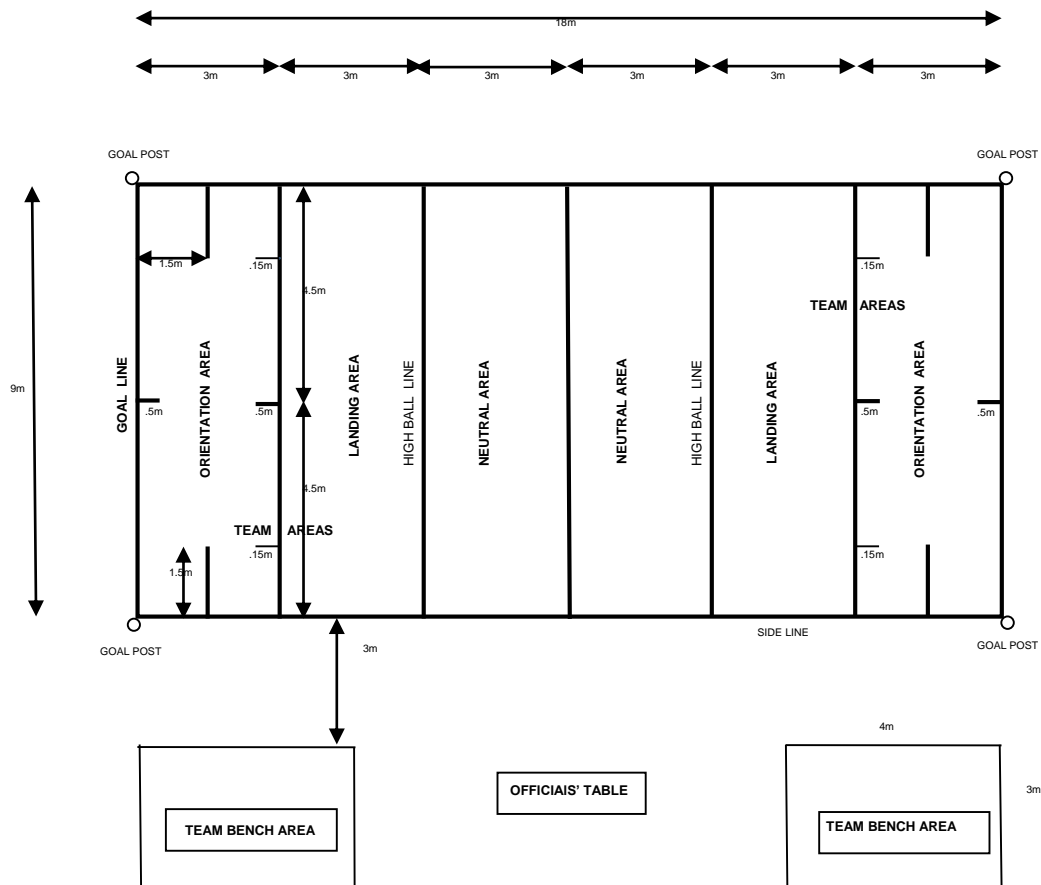 18m
3m 3m 3m 3m 3m 3m
GOAL POST GOAL POST
1.5m .15m .15m
4.5m
TEAM AREAS
9m
GOAL LINE
ORIENTATION AREA
LANDING AREA
HIGH BALL LINE
NEUTRAL AREA
NEUTRAL AREA
HIGH BALL LINE
LANDING AREA
ORIENTATION AREA
.5m .5m .5m .5m
4.5m
TEAM AREAS
.15m .15m
1.5m
SIDE LINE
GOAL POST 3m GOAL POST
4m
OFFICIAIS' TABLE 3m
TEAM BENCH AREA TEAM BENCH AREA